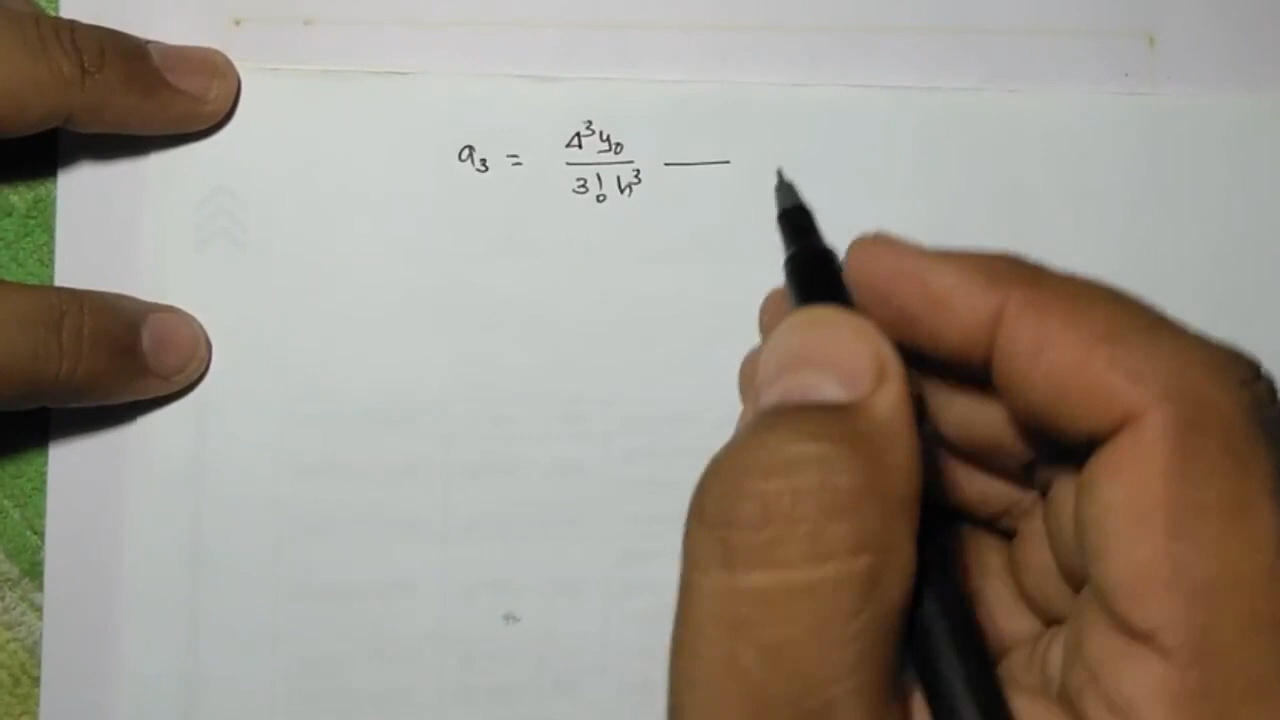 a₃ = Δ³y₀ / 3! h³ ——